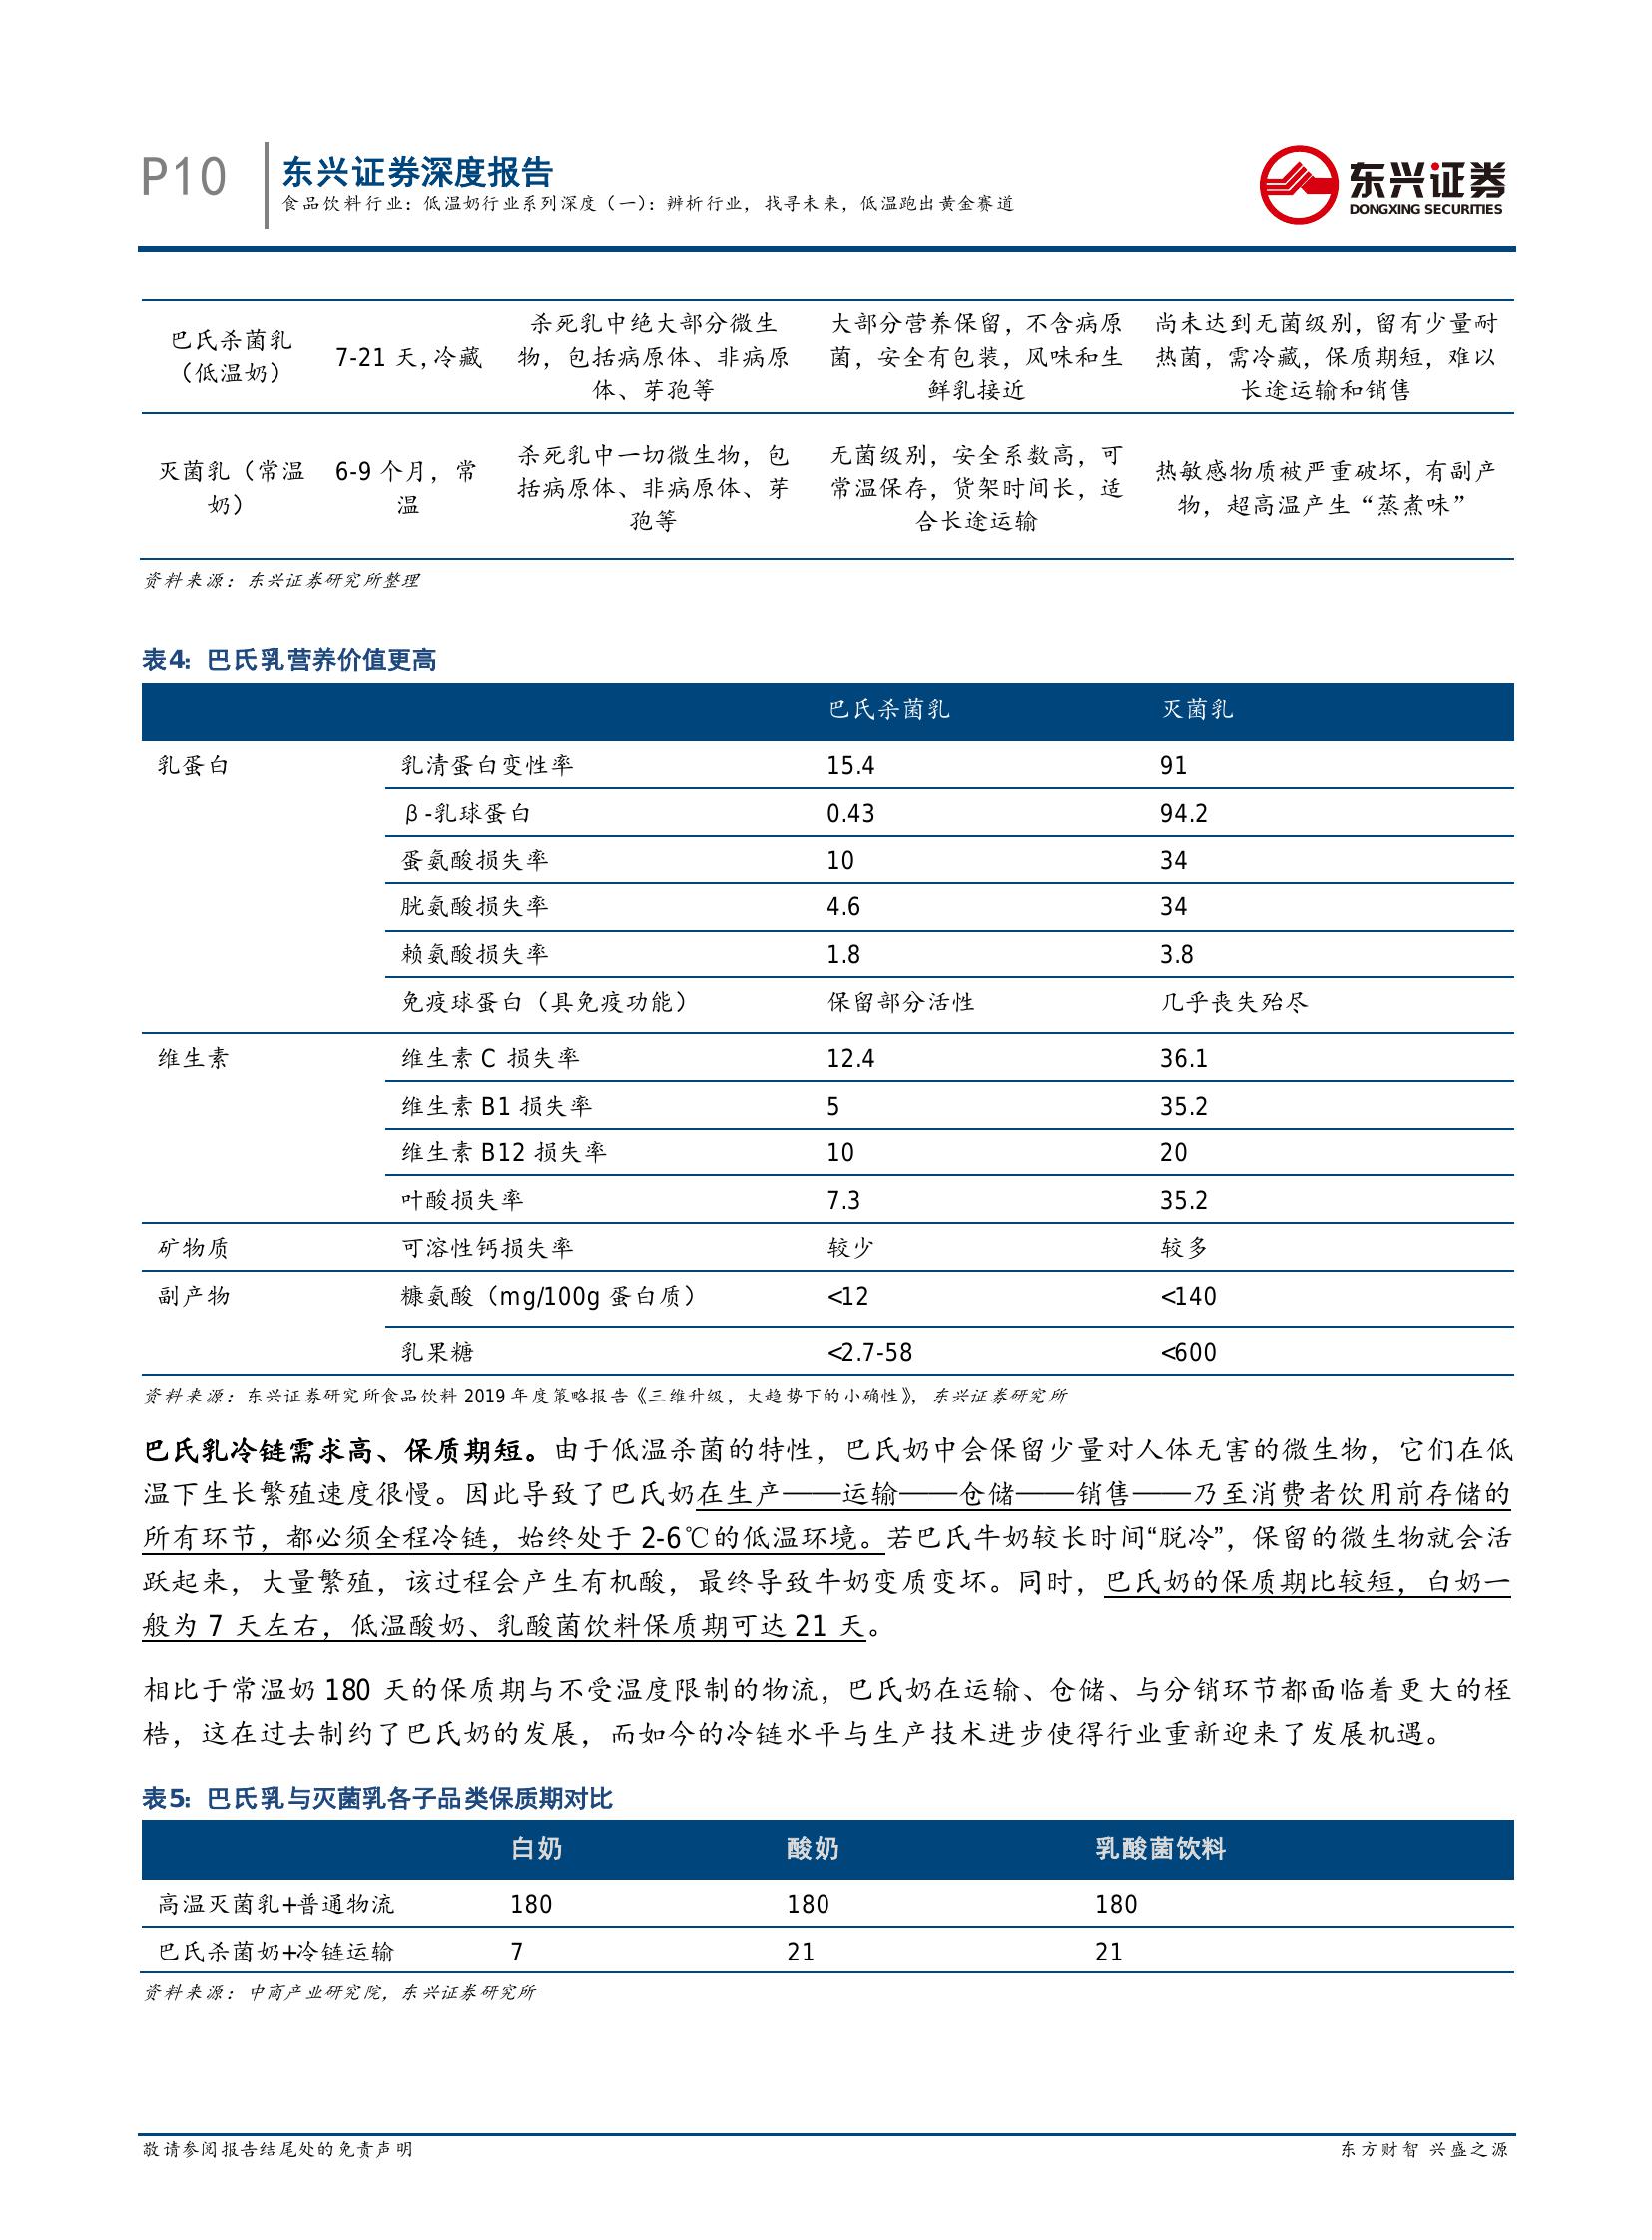 P10
东兴证券深度报告
食品饮料行业：低温奶行业系列深度（一）：辨析行业，找寻未来，低温跑出黄金赛道
东兴证券
DONGXING SECURITIES
巴氏杀菌乳（低温奶） 7-21 天，冷藏 杀死乳中绝大部分微生物，包括病原体、非病原体、芽孢等 大部分营养保留，不含病原菌，安全有包装，风味和生鲜乳接近 尚未达到无菌级别，留有少量耐热菌，需冷藏，保质期短，难以长途运输和销售
灭菌乳（常温奶） 6-9 个月，常温 杀死乳中一切微生物，包括病原体、非病原体、芽孢等 无菌级别，安全系数高，可常温保存，货架时间长，适合长途运输 热敏感物质被严重破坏，有副产物，超高温产生“蒸煮味”
资料来源：东兴证券研究所整理
表4：巴氏乳营养价值更高
巴氏杀菌乳 灭菌乳
乳蛋白 乳清蛋白变性率 15.4 91
β-乳球蛋白 0.43 94.2
蛋氨酸损失率 10 34
胱氨酸损失率 4.6 34
赖氨酸损失率 1.8 3.8
免疫球蛋白（具免疫功能） 保留部分活性 几乎丧失殆尽
维生素 维生素 C 损失率 12.4 36.1
维生素 B1 损失率 5 35.2
维生素 B12 损失率 10 20
叶酸损失率 7.3 35.2
矿物质 可溶性钙损失率 较少 较多
副产物 糠氨酸（mg/100g 蛋白质） <12 <140
乳果糖 <2.7-58 <600
资料来源：东兴证券研究所食品饮料 2019 年度策略报告《三维升级，大趋势下的小确性》，东兴证券研究所
巴氏乳冷链需求高、保质期短。由于低温杀菌的特性，巴氏奶中会保留少量对人体无害的微生物，它们在低
温下生长繁殖速度很慢。因此导致了巴氏奶在生产——运输——仓储——销售——乃至消费者饮用前存储的
所有环节，都必须全程冷链，始终处于 2-6℃的低温环境。若巴氏牛奶较长时间“脱冷”，保留的微生物就会活
跃起来，大量繁殖，该过程会产生有机酸，最终导致牛奶变质变坏。同时，巴氏奶的保质期比较短，白奶一
般为 7 天左右，低温酸奶、乳酸菌饮料保质期可达 21 天。
相比于常温奶 180 天的保质期与不受温度限制的物流，巴氏奶在运输、仓储、与分销环节都面临着更大的桎
梏，这在过去制约了巴氏奶的发展，而如今的冷链水平与生产技术进步使得行业重新迎来了发展机遇。
表5：巴氏乳与灭菌乳各子品类保质期对比
白奶 酸奶 乳酸菌饮料
高温灭菌乳+普通物流 180 180 180
巴氏杀菌奶+冷链运输 7 21 21
资料来源：中商产业研究院，东兴证券研究所
敬请参阅报告结尾处的免责声明
东方财智 兴盛之源